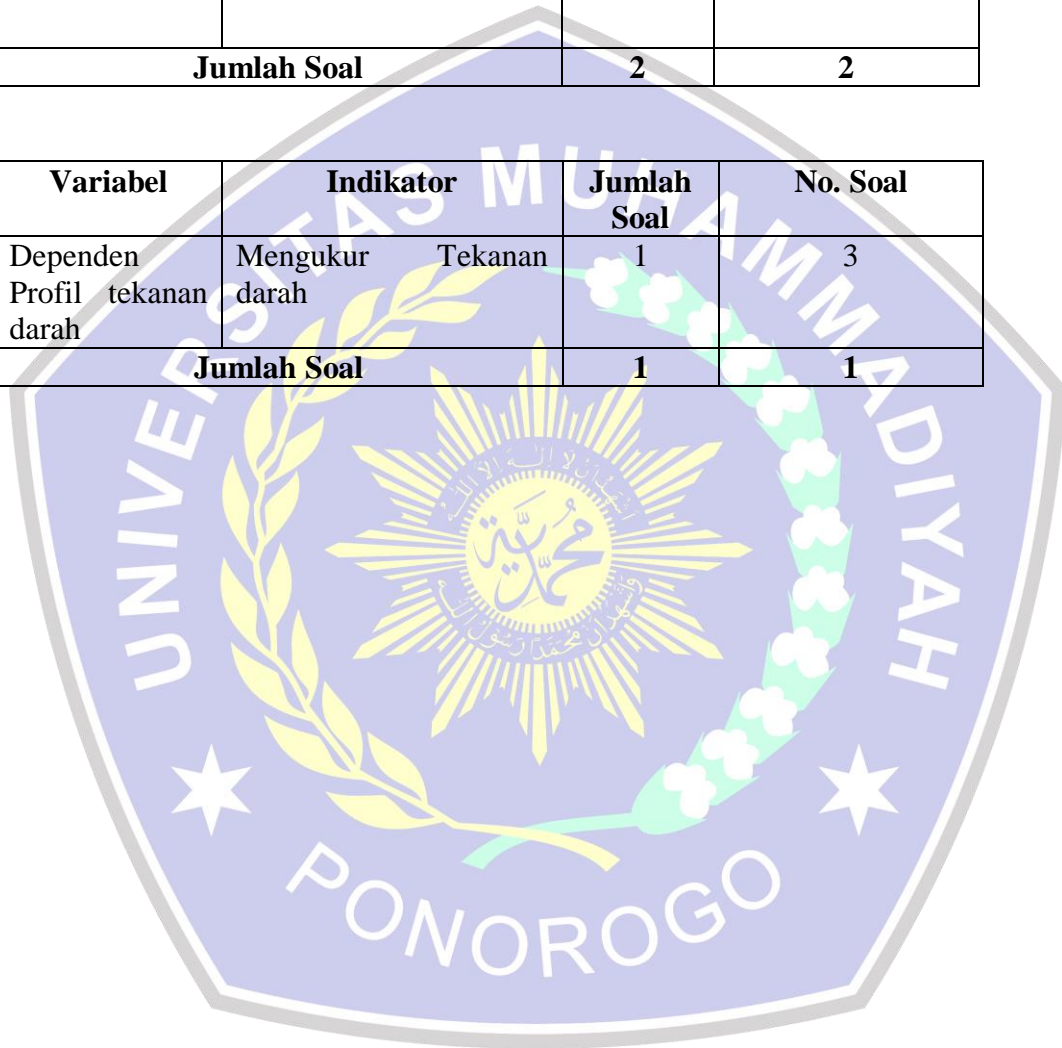 Jumlah Soal 2 2
Variabel Indikator Jumlah Soal No. Soal
Dependen Profil tekanan darah Mengukur Tekanan darah 1 3
Jumlah Soal 1 1
UNIVERSITAS MUHAMMADIYAH
محمدية
PONOROGO